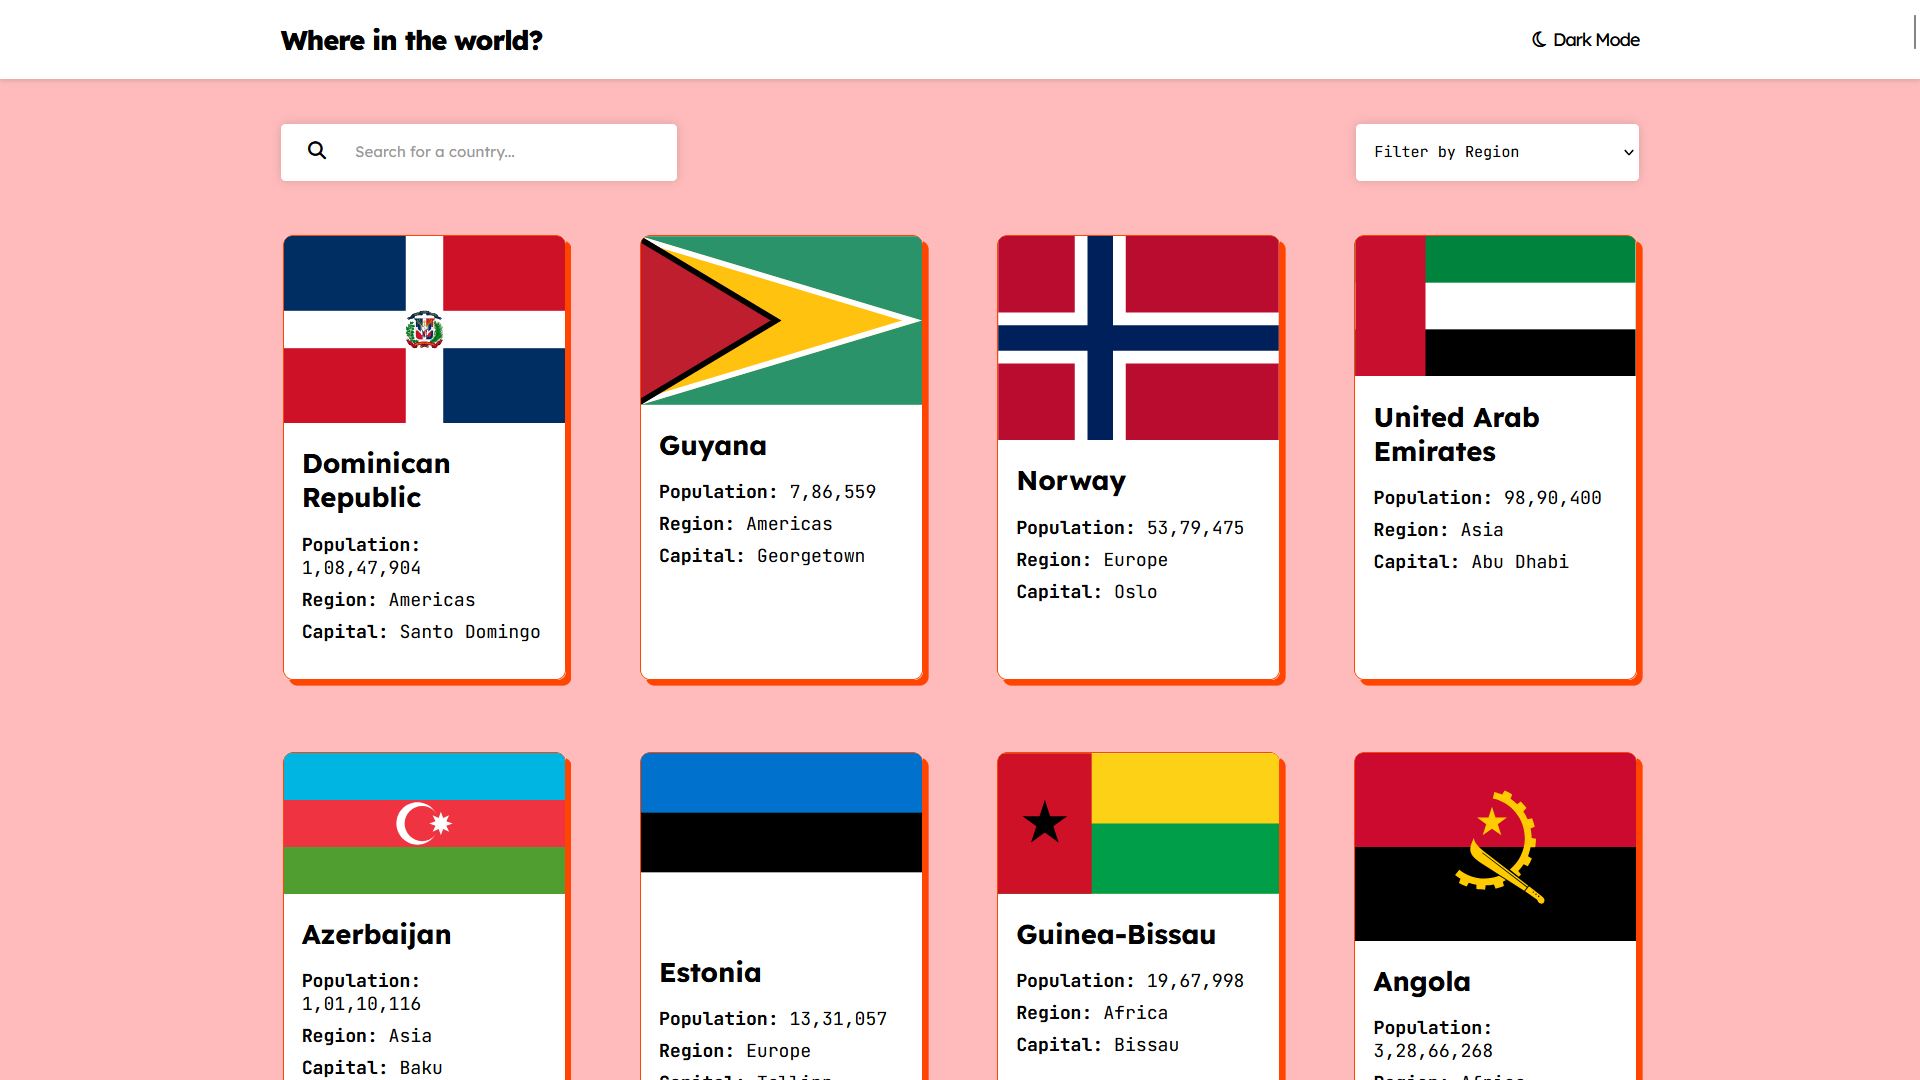 Where in the world?
Dark Mode
Search for a country...
Filter by Region
Dominican
Republic
Population:
1,08,47,904
Region: Americas
Capital: Santo Domingo
Guyana
Population: 7,86,559
Region: Americas
Capital: Georgetown
Norway
Population: 53,79,475
Region: Europe
Capital: Oslo
United Arab
Emirates
Population: 98,90,400
Region: Asia
Capital: Abu Dhabi
Azerbaijan
Population:
1,01,10,116
Region: Asia
Capital: Baku
Estonia
Population: 13,31,057
Region: Europe
Capital: Tallinn
Guinea-Bissau
Population: 19,67,998
Region: Africa
Capital: Bissau
Angola
Population:
3,28,66,268
Region: Africa